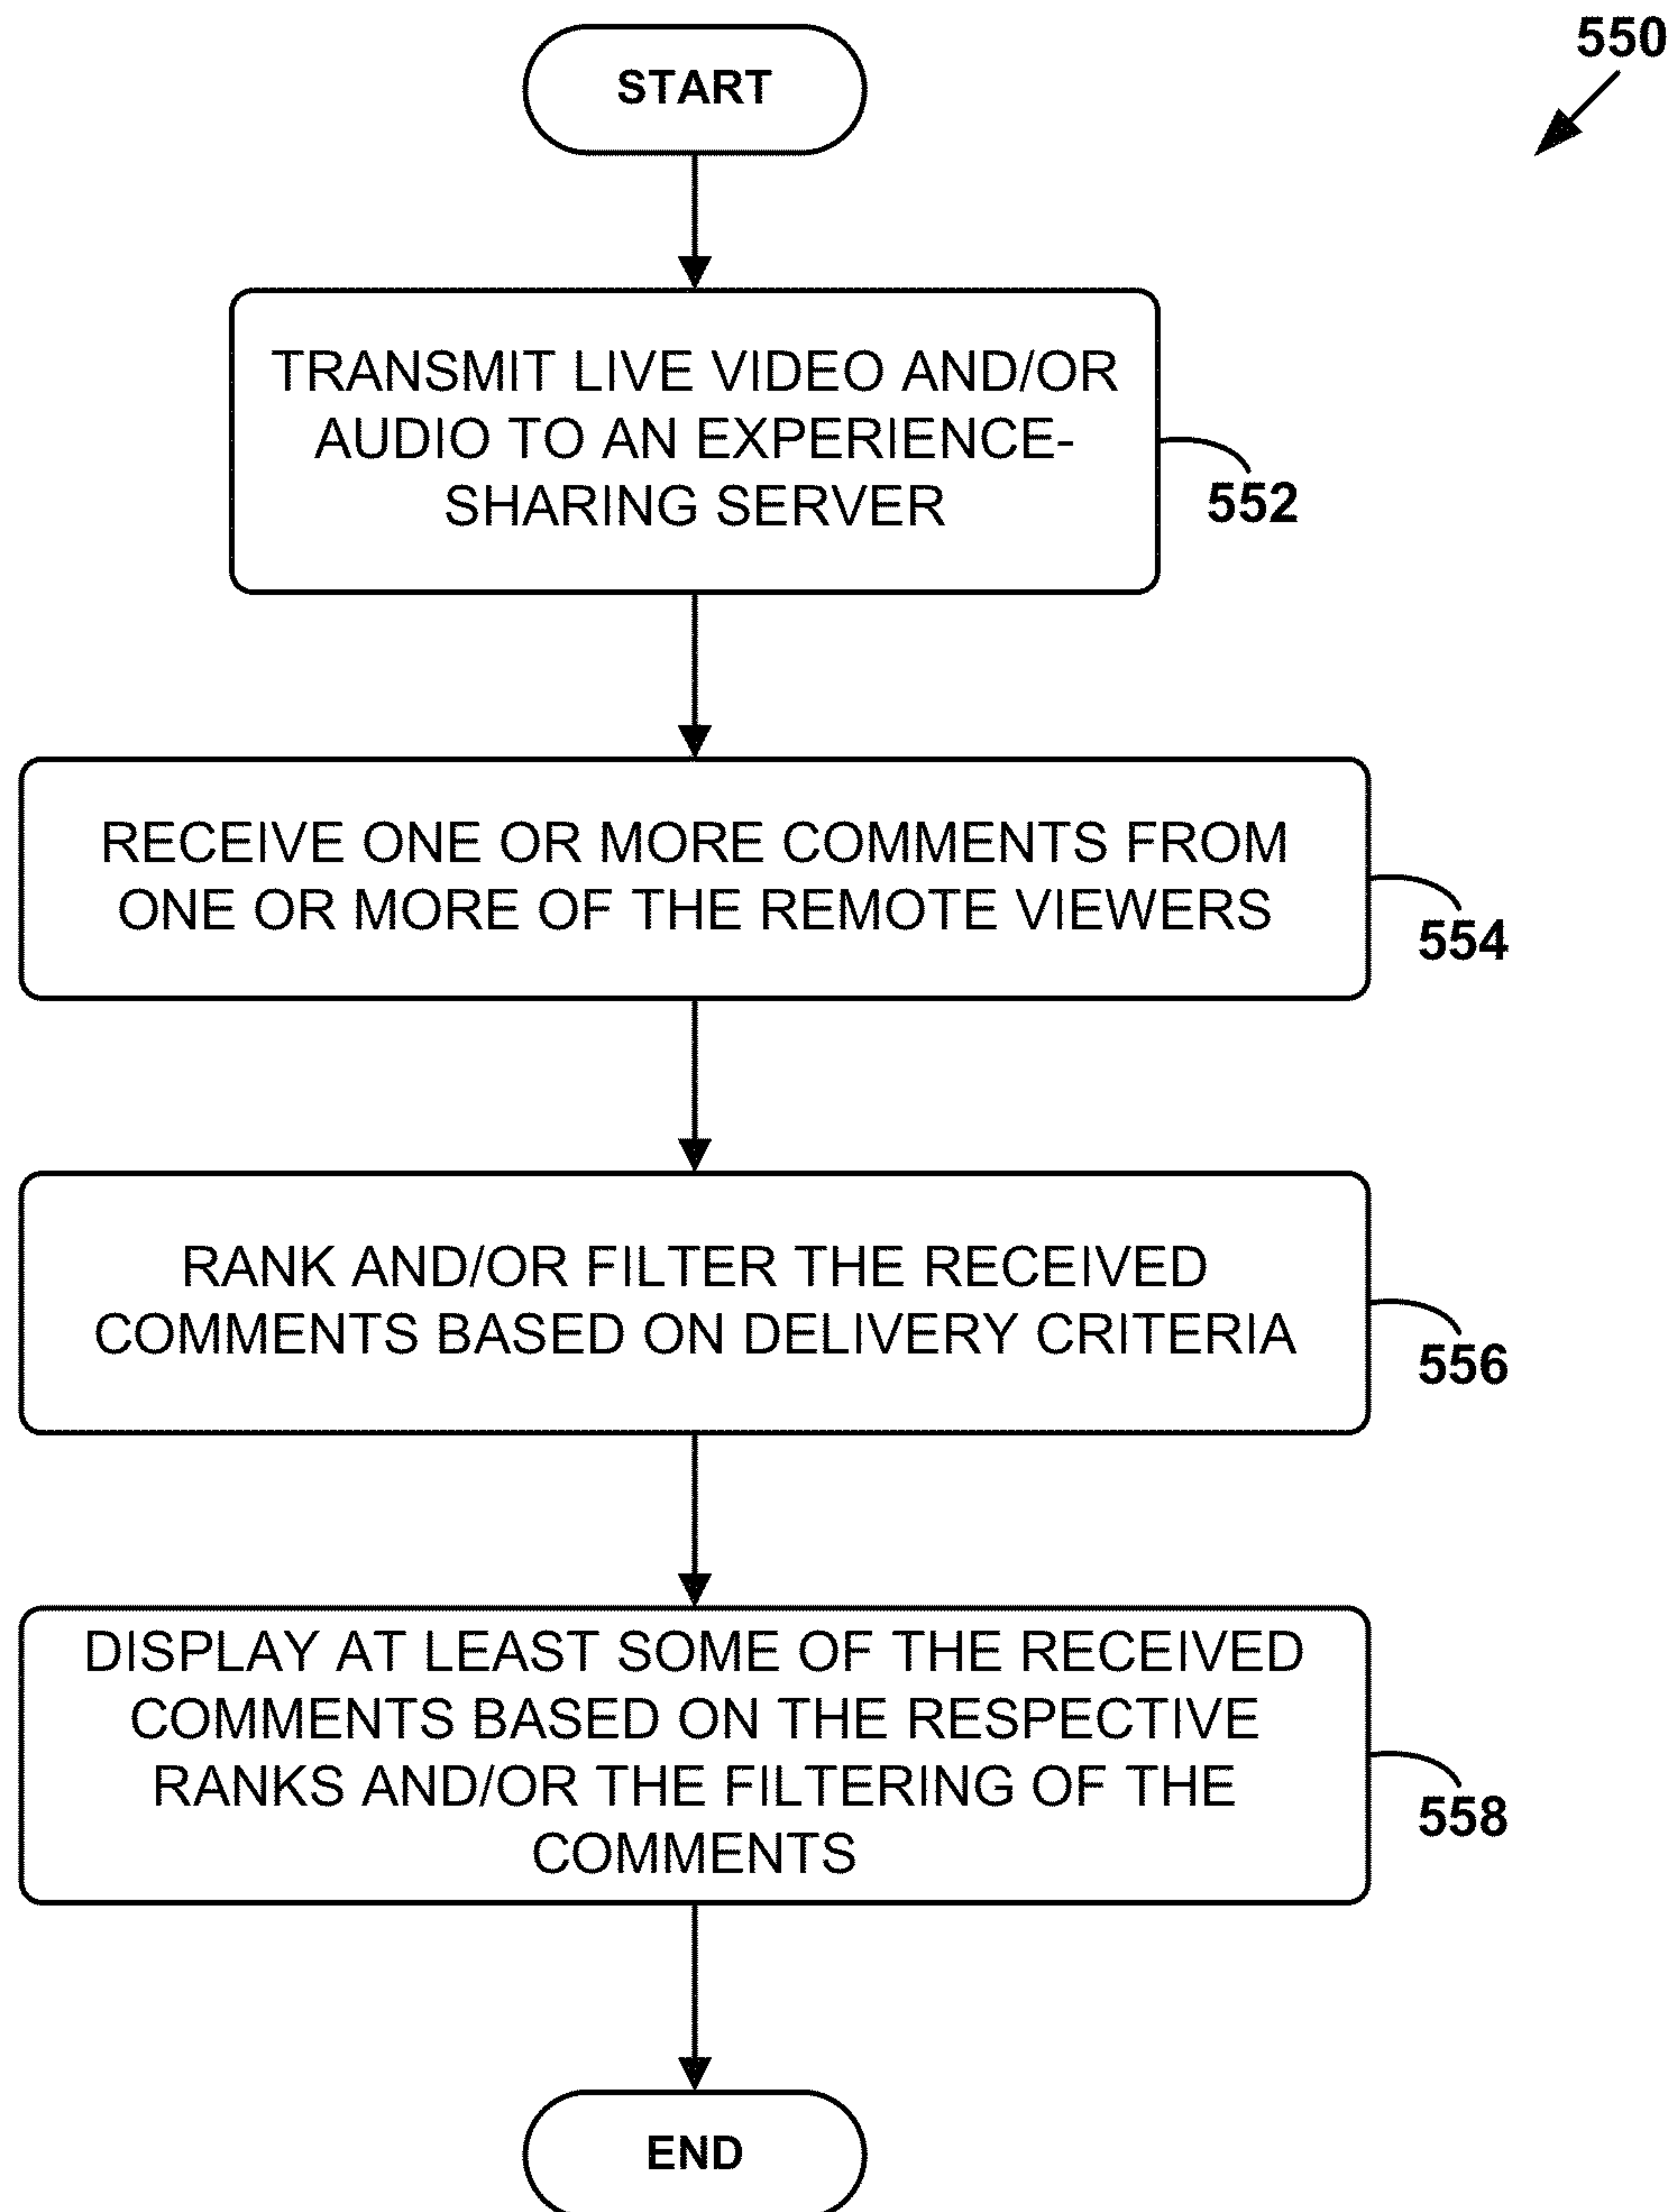 550
START
TRANSMIT LIVE VIDEO AND/OR
AUDIO TO AN EXPERIENCE-
SHARING SERVER
552
RECEIVE ONE OR MORE COMMENTS FROM
ONE OR MORE OF THE REMOTE VIEWERS
554
RANK AND/OR FILTER THE RECEIVED
COMMENTS BASED ON DELIVERY CRITERIA
556
DISPLAY AT LEAST SOME OF THE RECEIVED
COMMENTS BASED ON THE RESPECTIVE
RANKS AND/OR THE FILTERING OF THE
COMMENTS
558
END